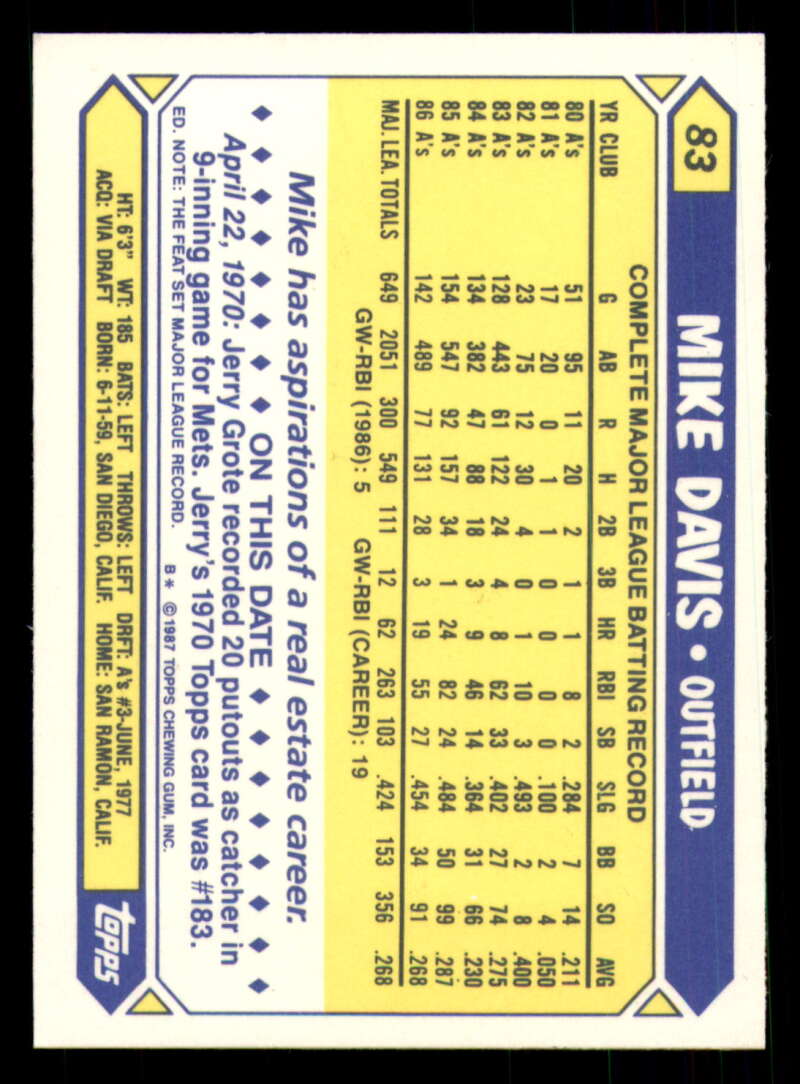 83 MIKE DAVIS • OUTFIELD
COMPLETE MAJOR LEAGUE BATTING RECORD
YR CLUB G AB R H 2B 3B HR RBI SB SLG BB SO AVG
80 A's 51 95 11 20 2 1 1 8 2 .284 7 14 .211
81 A's 17 20 0 1 1 0 0 0 0 .100 2 4 .050
82 A's 23 75 12 30 4 0 1 10 3 .493 2 8 .400
83 A's 128 443 61 122 24 4 8 62 33 .402 27 74 .275
84 A's 134 382 47 88 18 3 9 46 14 .364 31 66 .230
85 A's 154 547 92 157 34 1 24 82 24 .484 50 99 .287
86 A's 142 489 77 131 28 3 19 55 27 .454 34 91 .268
MAJ. LEA. TOTALS 649 2051 300 549 111 12 62 263 103 .424 153 356 .268
GW-RBI (1986): 5 GW-RBI (CAREER): 19
Mike has aspirations of a real estate career.
♦ ♦ ♦ ♦ ♦ ♦ ♦ ♦ ON THIS DATE ♦ ♦ ♦ ♦ ♦ ♦ ♦ ♦
April 22, 1970: Jerry Grote recorded 20 putouts as catcher in
9-inning game for Mets. Jerry's 1970 Topps card was #183.
ED. NOTE: THE FEAT SET MAJOR LEAGUE RECORD. B* ©1987 TOPPS CHEWING GUM, INC.
HT: 6'3" WT: 185 BATS: LEFT THROWS: LEFT DRFT: A's #3-JUNE, 1977
ACQ: VIA DRAFT BORN: 6-11-59, SAN DIEGO, CALIF. HOME: SAN RAMON, CALIF.
topps